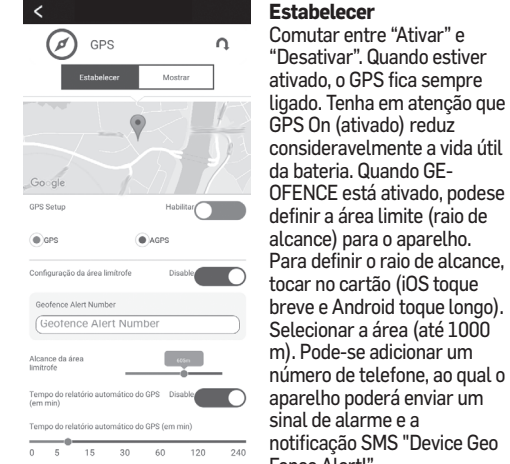 GPS
Estabelecer
Mostrar
Google
GPS Setup
Habilitar
GPS
AGPS
Configuração da área limítrofe
Disable
Geofence Alert Number
Geofence Alert Number
Alcance da área
limítrofe
Tempo do relatório automático do GPS
(em min)
Disable
Tempo do relatório automático do GPS (em min)
0 5 15 30 60 120 240
Estabelecer
Comutar entre “Ativar” e
“Desativar”. Quando estiver
ativado, o GPS fica sempre
ligado. Tenha em atenção que
GPS On (ativado) reduz
consideravelmente a vida útil
da bateria. Quando GE-
OFENCE está ativado, podese
definir a área limite (raio de
alcance) para o aparelho.
Para definir o raio de alcance,
tocar no cartão (iOS toque
breve e Android toque longo).
Selecionar a área (até 1000
m). Pode-se adicionar um
número de telefone, ao qual o
aparelho poderá enviar um
sinal de alarme e a
notificação SMS "Device Geo
Fence Alert!”